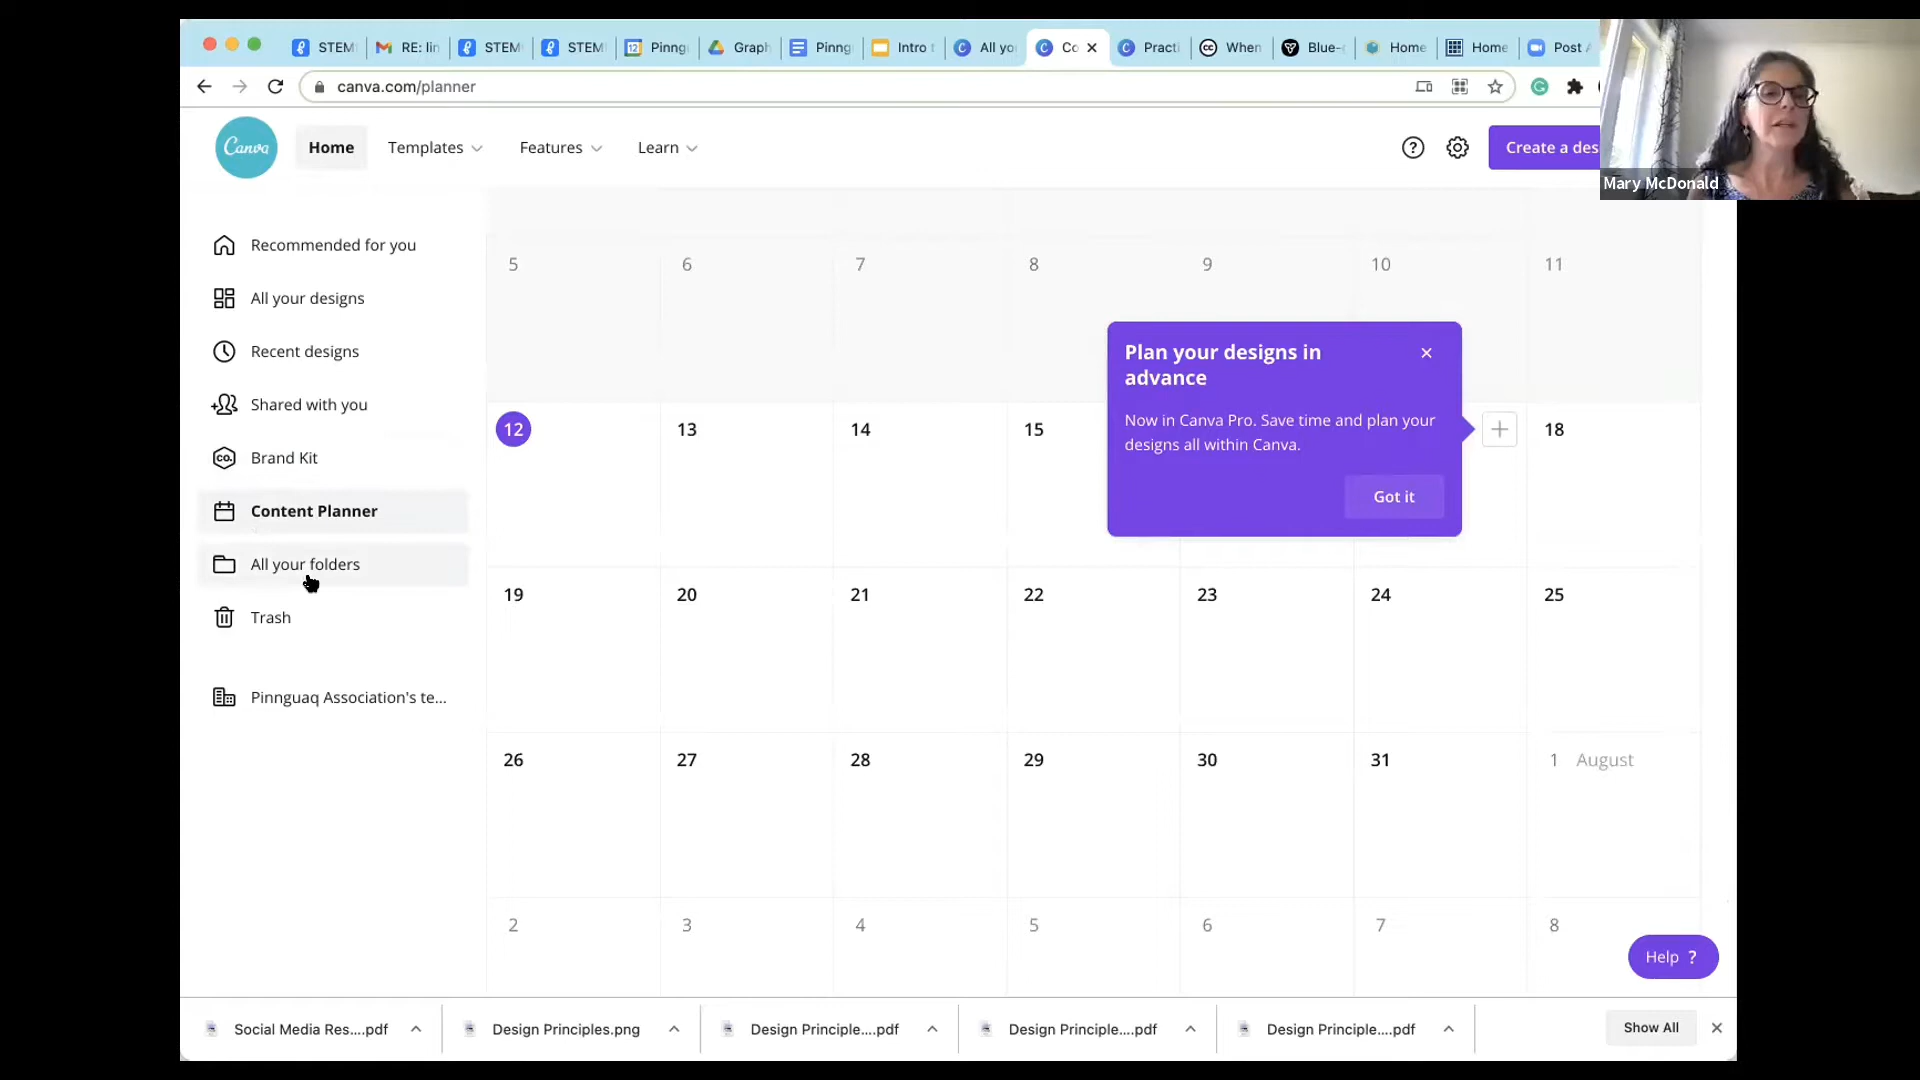 STEM
RE: lin
STEM
STEM
Pinng
Graph
Pinng
Intro
All yo
Co
Practi
When
Blue-
Home
Home
Post
canva.com/planner
Canva
Home
Templates
Features
Learn
?
Create a des
Mary McDonald
Recommended for you
All your designs
Recent designs
Shared with you
CO.
Brand Kit
Content Planner
All your folders
Trash
Pinnguaq Association's te...
5 6 7 8 9 10 11
Plan your designs in
advance
Now in Canva Pro. Save time and plan your
designs all within Canva.
Got it
12 13 14 15 18
19 20 21 22 23 24 25
26 27 28 29 30 31 1 August
2 3 4 5 6 7 8
Help ?
Social Media Res....pdf
Design Principles.png
Design Principle....pdf
Design Principle....pdf
Design Principle....pdf
Show All